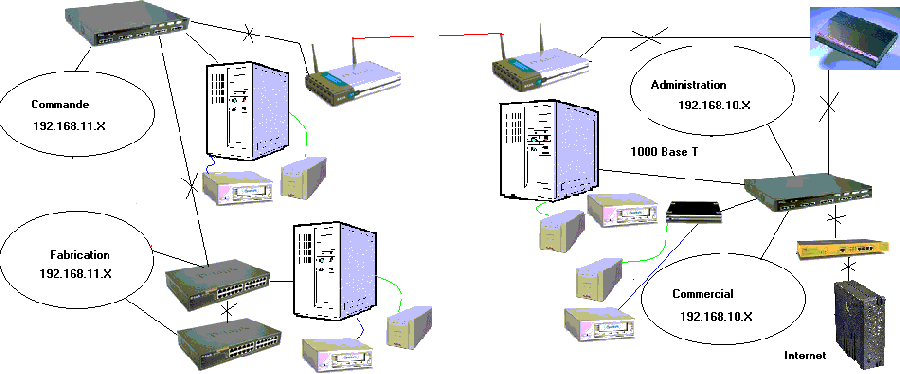 Commande
192.168.11.X
Administration
192.168.10.X
1000 Base T
Fabrication
192.168.11.X
Commercial
192.168.10.X
Internet